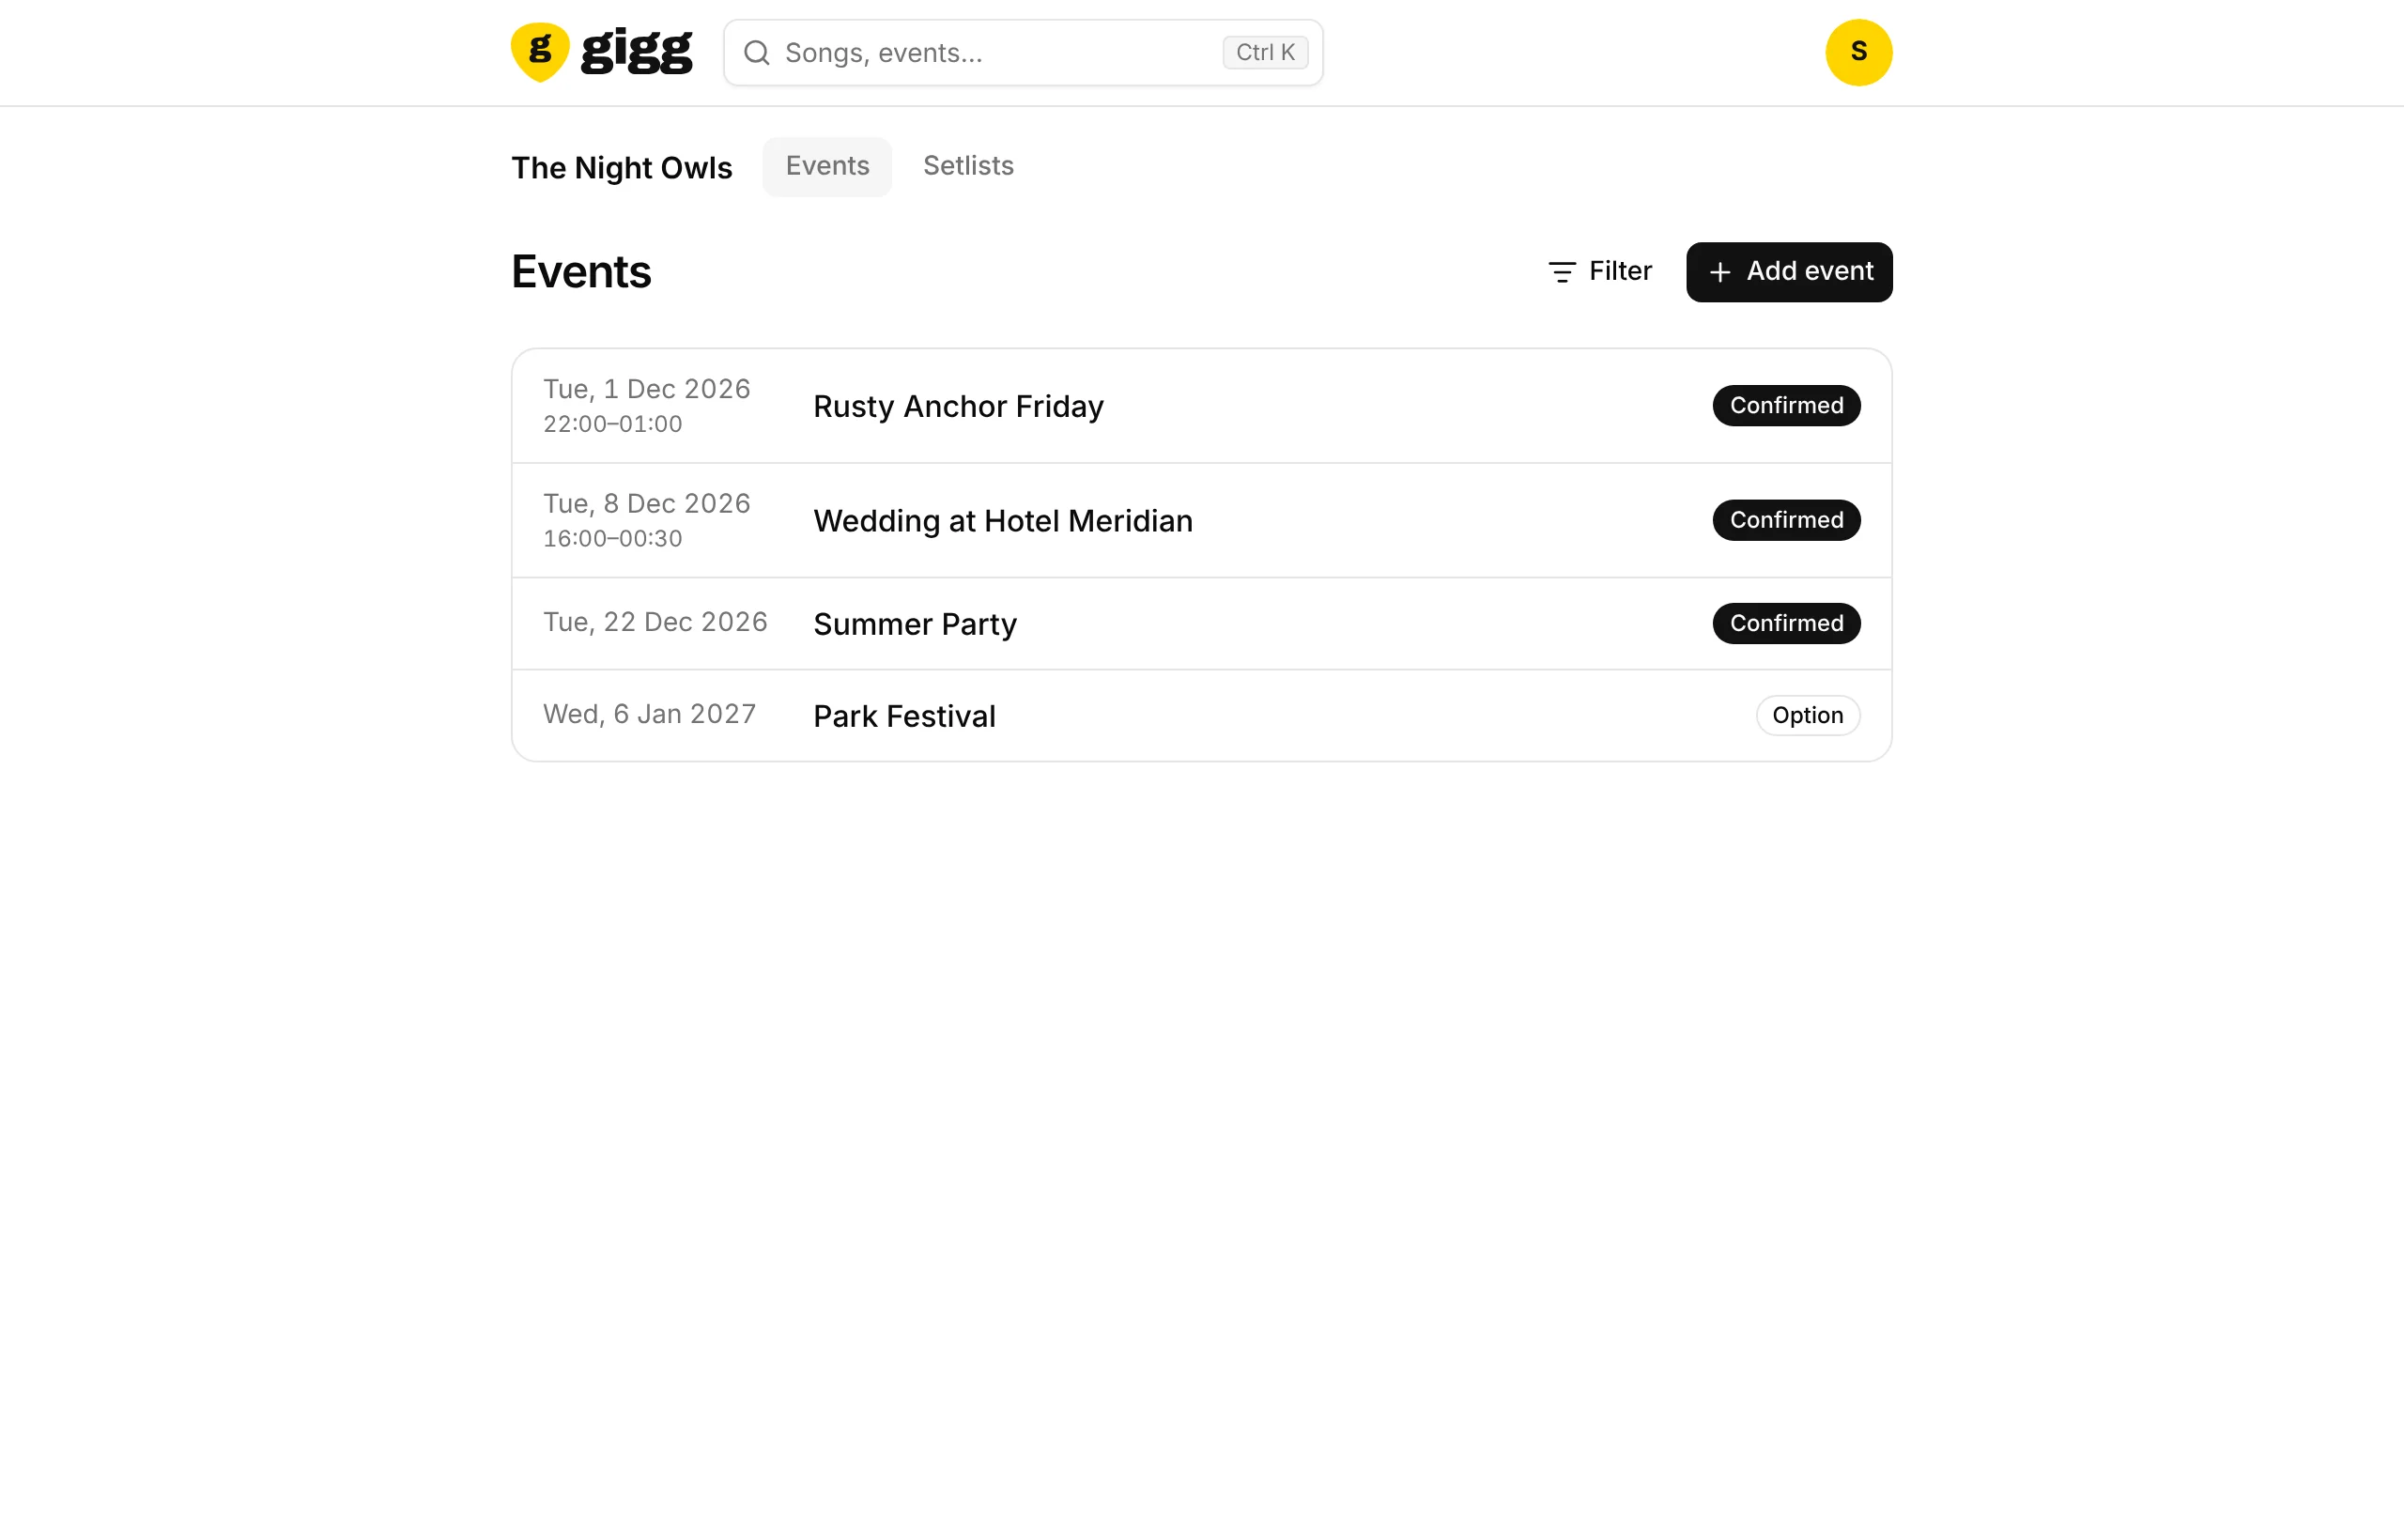 g gigg
Songs, events...
Ctrl K
S
The Night Owls
Events
Setlists
Events
Filter
Add event
Tue, 1 Dec 2026
22:00–01:00
Rusty Anchor Friday
Confirmed
Tue, 8 Dec 2026
16:00–00:30
Wedding at Hotel Meridian
Confirmed
Tue, 22 Dec 2026
Summer Party
Confirmed
Wed, 6 Jan 2027
Park Festival
Option